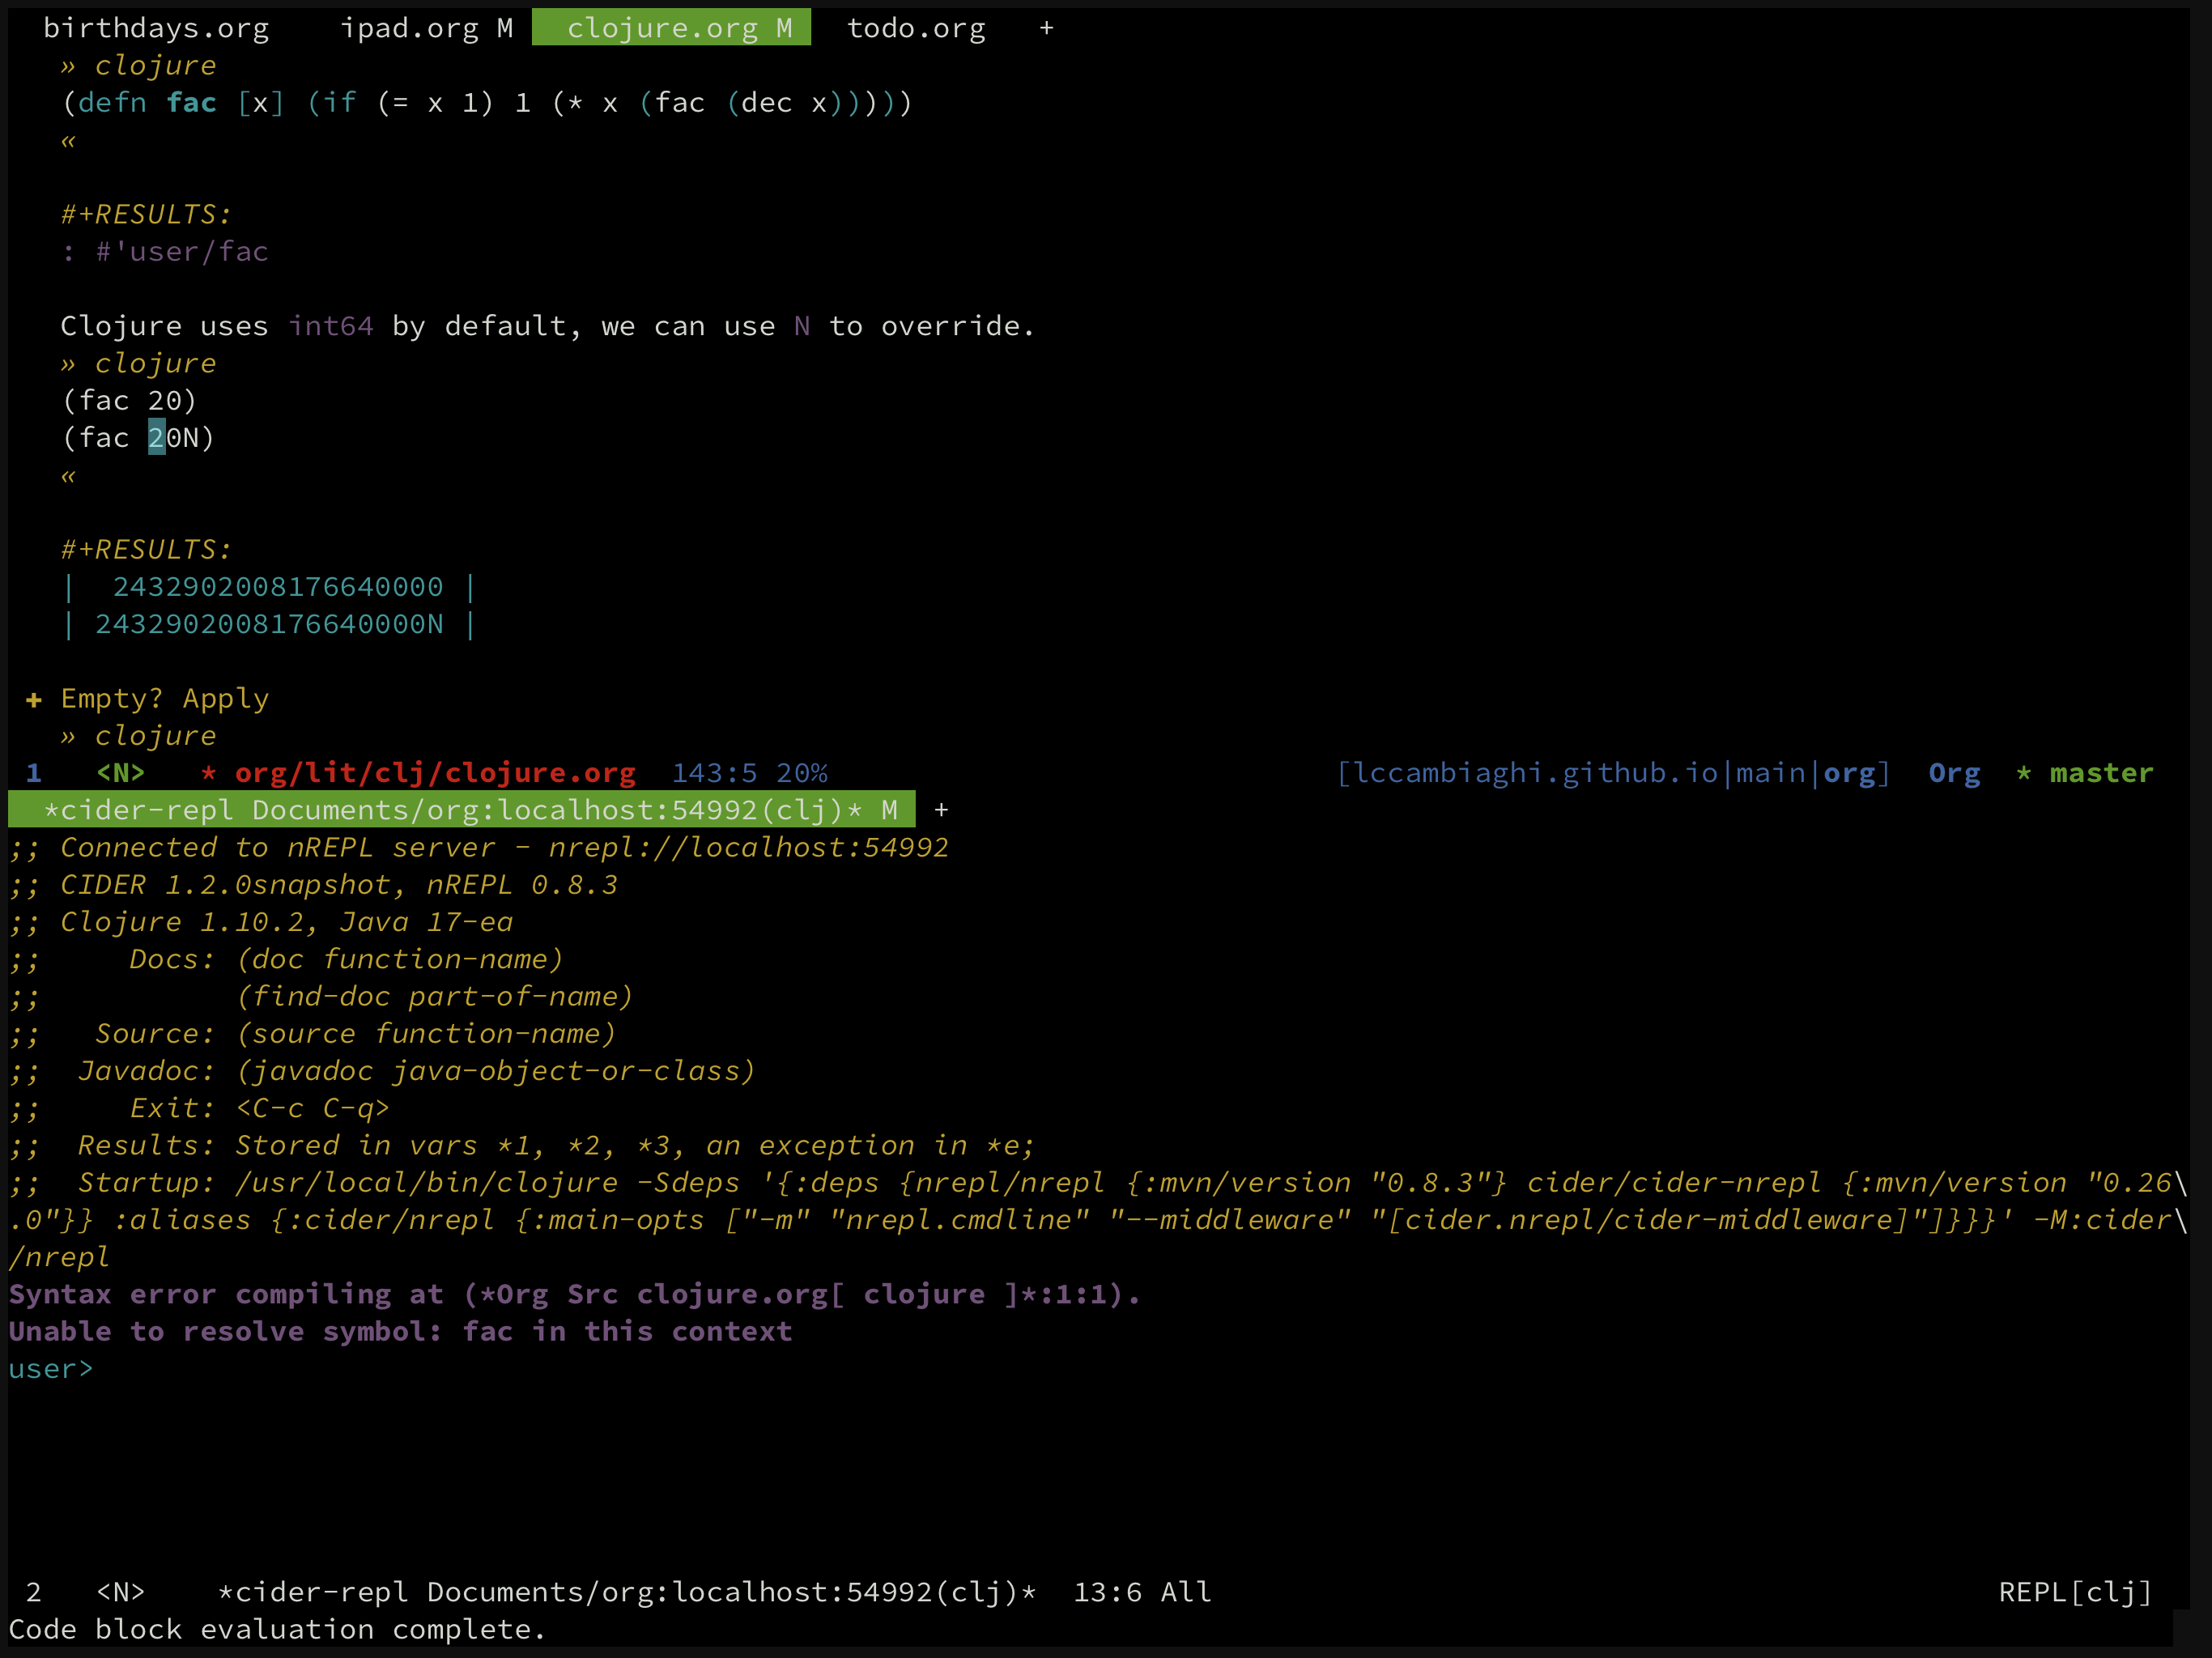 birthdays.org    ipad.org M   clojure.org M   todo.org   +
» clojure
(defn fac [x] (if (= x 1) 1 (* x (fac (dec x)))))
«
#+RESULTS:
: #'user/fac
Clojure uses int64 by default, we can use N to override.
» clojure
(fac 20)
(fac 20N)
«
#+RESULTS:
|  2432902008176640000 |
| 2432902008176640000N |
✚ Empty? Apply
» clojure
1   <N>   * org/lit/clj/clojure.org  143:5 20%   [lccambiaghi.github.io|main|org]  Org  * master
*cider-repl Documents/org:localhost:54992(clj)* M  +
;; Connected to nREPL server - nrepl://localhost:54992
;; CIDER 1.2.0snapshot, nREPL 0.8.3
;; Clojure 1.10.2, Java 17-ea
;;     Docs: (doc function-name)
;;           (find-doc part-of-name)
;;   Source: (source function-name)
;;  Javadoc: (javadoc java-object-or-class)
;;     Exit: <C-c C-q>
;;  Results: Stored in vars *1, *2, *3, an exception in *e;
;;  Startup: /usr/local/bin/clojure -Sdeps '{:deps {nrepl/nrepl {:mvn/version "0.8.3"} cider/cider-nrepl {:mvn/version "0.26\
.0"}} :aliases {:cider/nrepl {:main-opts ["-m" "nrepl.cmdline" "--middleware" "[cider.nrepl/cider-middleware]"]}}}' -M:cider\
/nrepl
Syntax error compiling at (*Org Src clojure.org[ clojure ]*:1:1).
Unable to resolve symbol: fac in this context
user>
2   <N>    *cider-repl Documents/org:localhost:54992(clj)*  13:6 All   REPL[clj]
Code block evaluation complete.